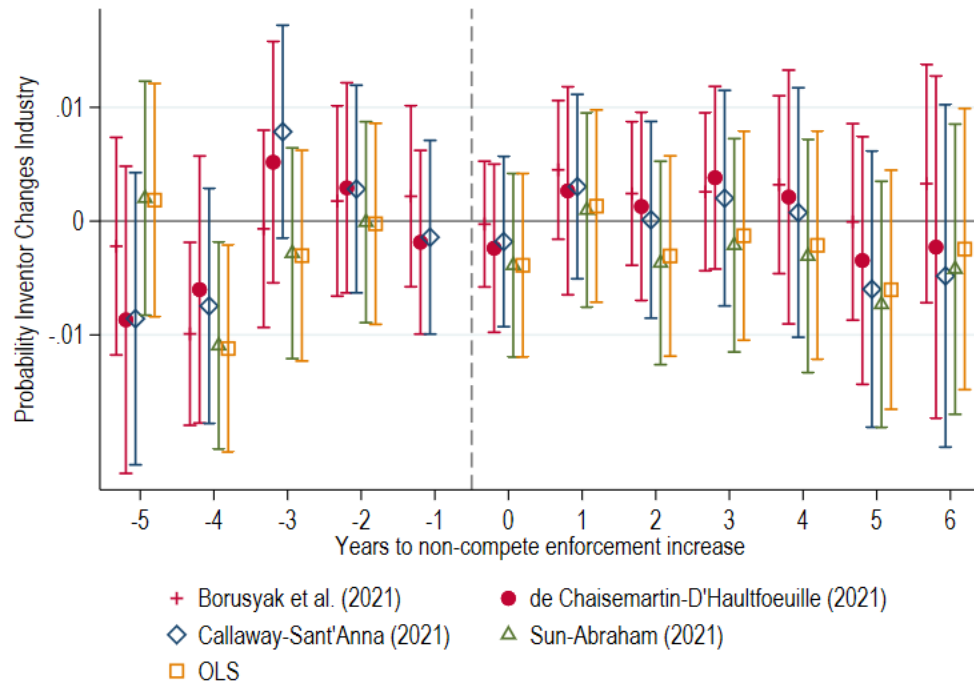 Probability Inventor Changes Industry
.01
0
-.01
-5 -4 -3 -2 -1 0 1 2 3 4 5 6
Years to non-compete enforcement increase
Borusyak et al. (2021) de Chaisemartin-D'Haultfoeuille (2021)
Callaway-Sant'Anna (2021) Sun-Abraham (2021)
OLS